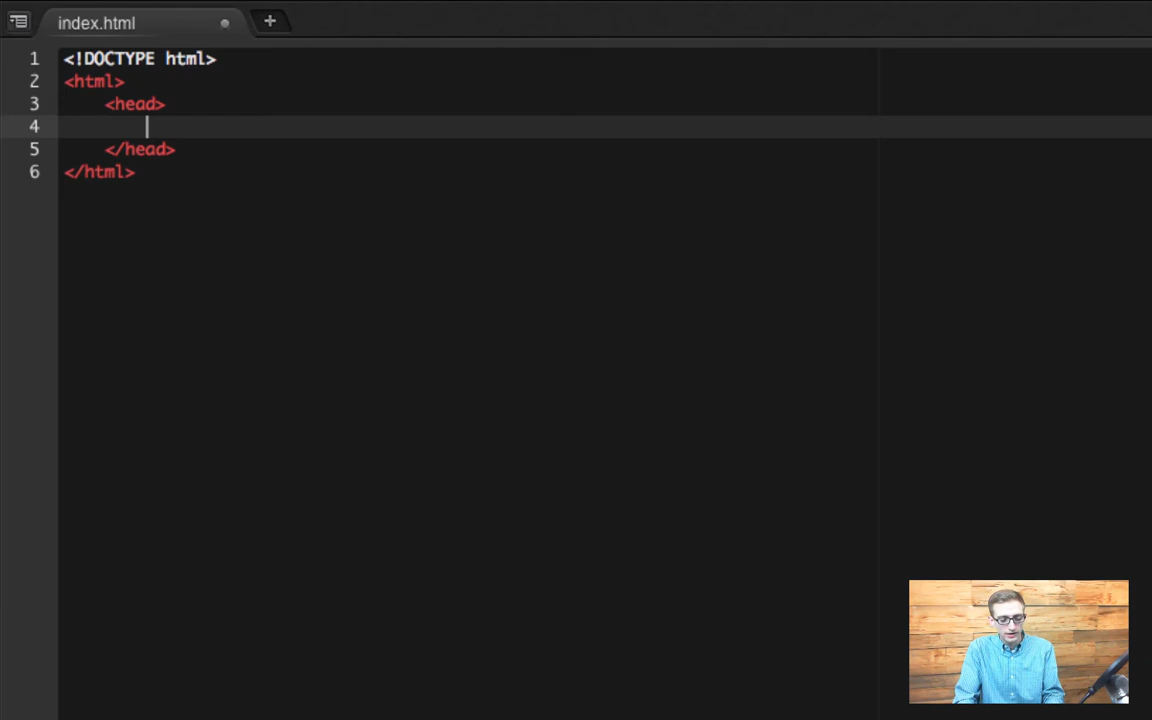 index.html
1 <!DOCTYPE html>
2 <html>
3     <head>
4
5     </head>
6 </html>